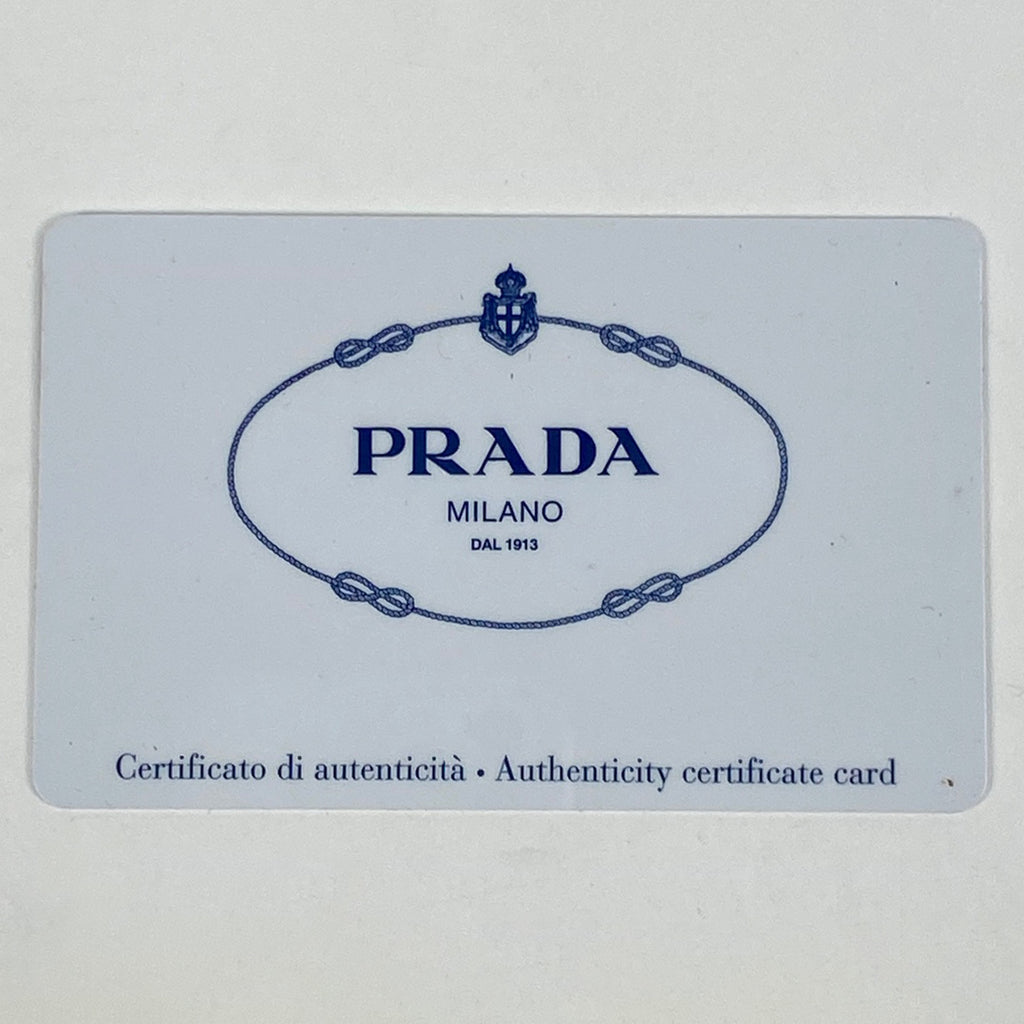 PRADA
MILANO
DAL 1913
Certificato di autenticità • Authenticity certificate card